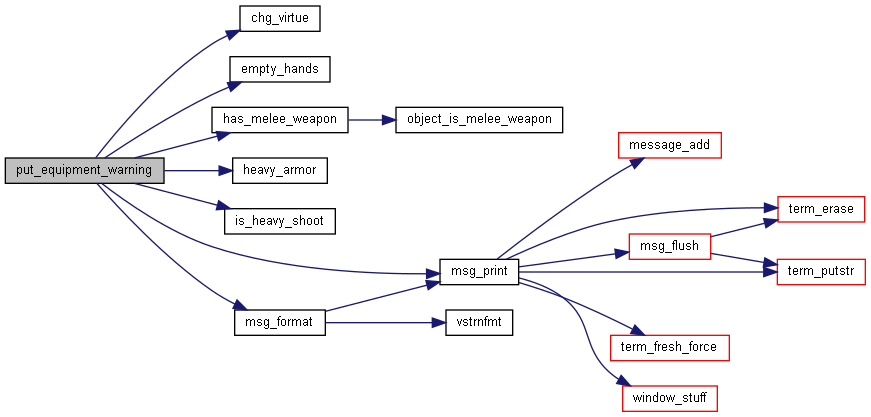 chg_virtue
empty_hands
has_melee_weapon
object_is_melee_weapon
message_add
put_equipment_warning
heavy_armor
term_erase
is_heavy_shoot
msg_flush
msg_print
term_putstr
msg_format
vstrnfmt
term_fresh_force
window_stuff